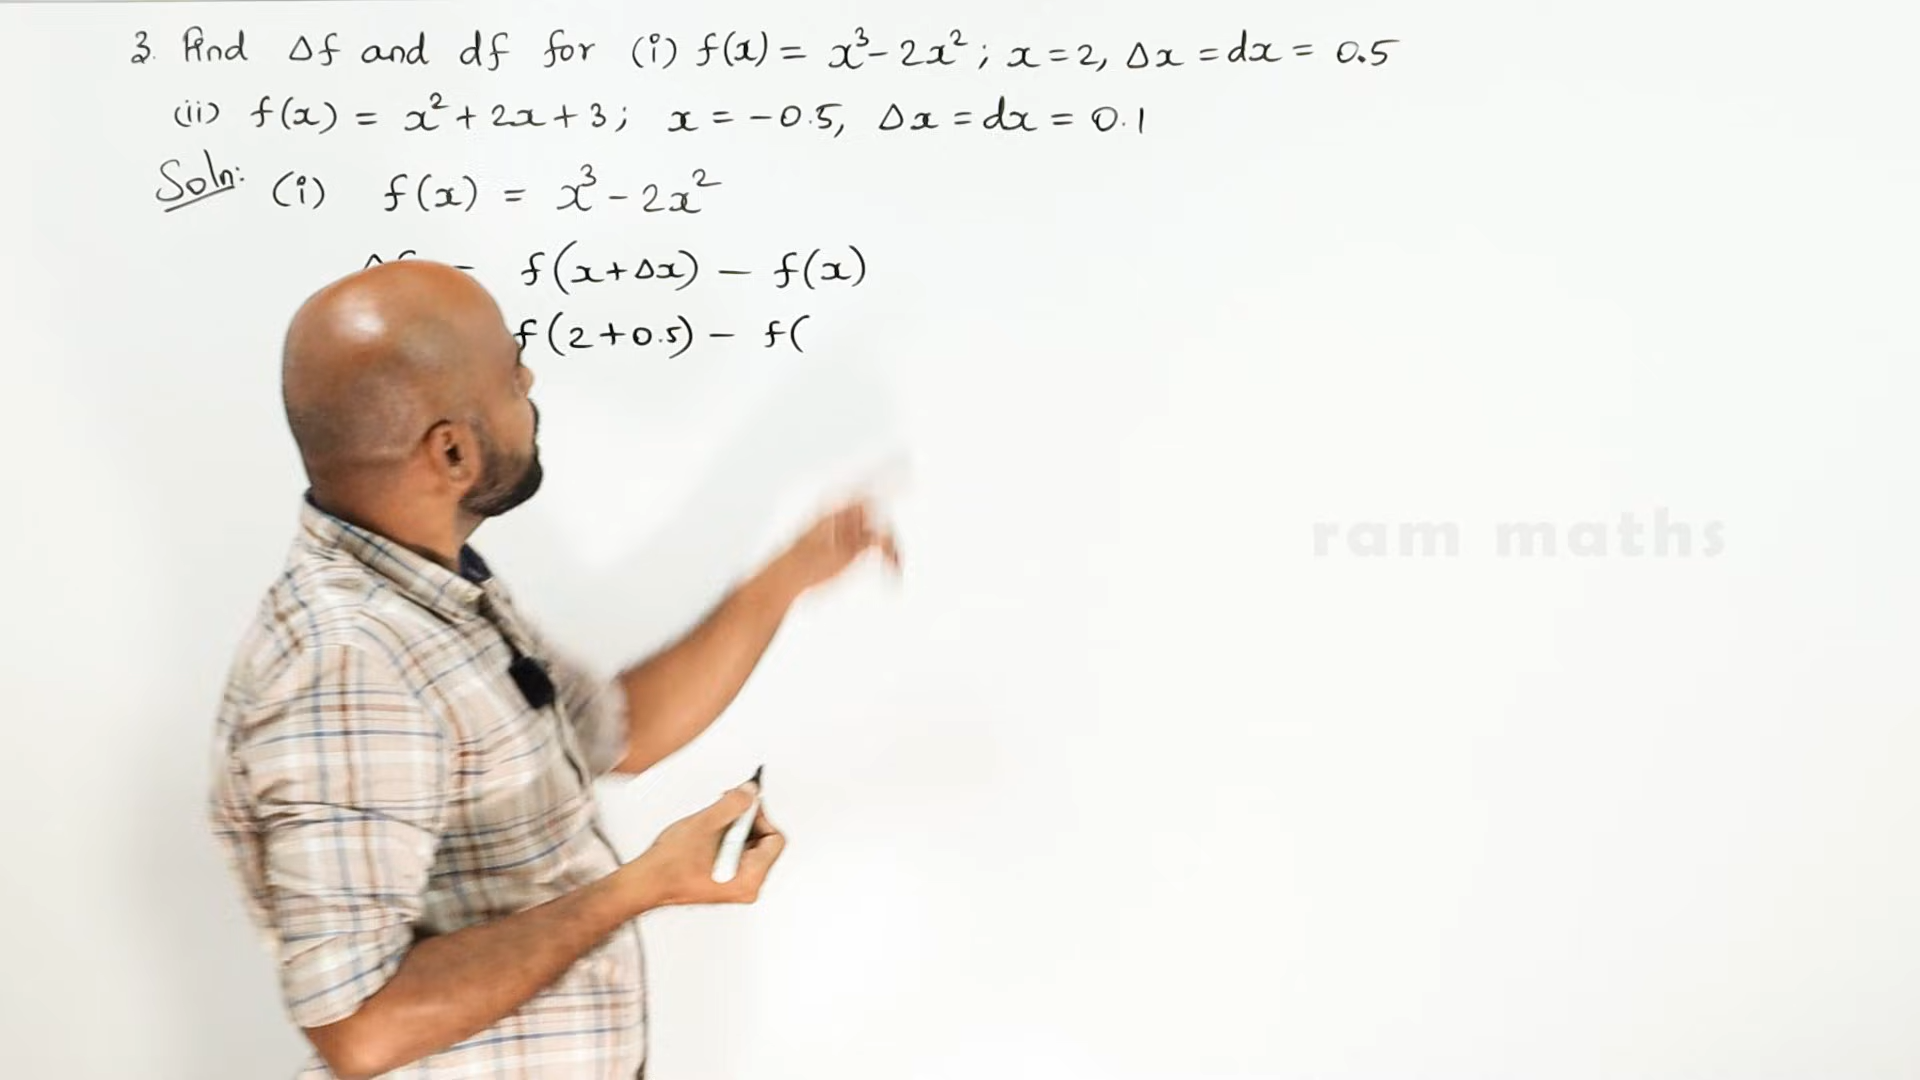 3. Find Δf and df for (i) f(x) = x³ - 2x² ; x = 2, Δx = dx = 0.5
(ii) f(x) = x² + 2x + 3 ; x = -0.5, Δx = dx = 0.1
Soln: (i) f(x) = x³ - 2x²
f(x+Δx) - f(x)
f(2+0.5) - f(
ram maths